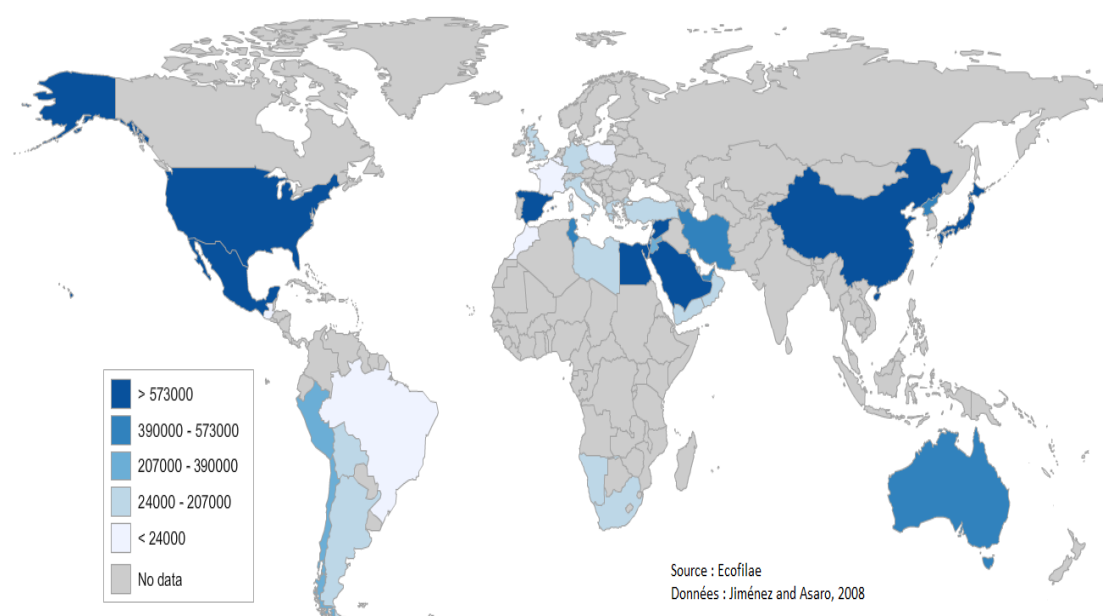 > 573000
390000 - 573000
207000 - 390000
24000 - 207000
< 24000
No data
Source : Ecofilae
Données : Jiménez and Asaro, 2008